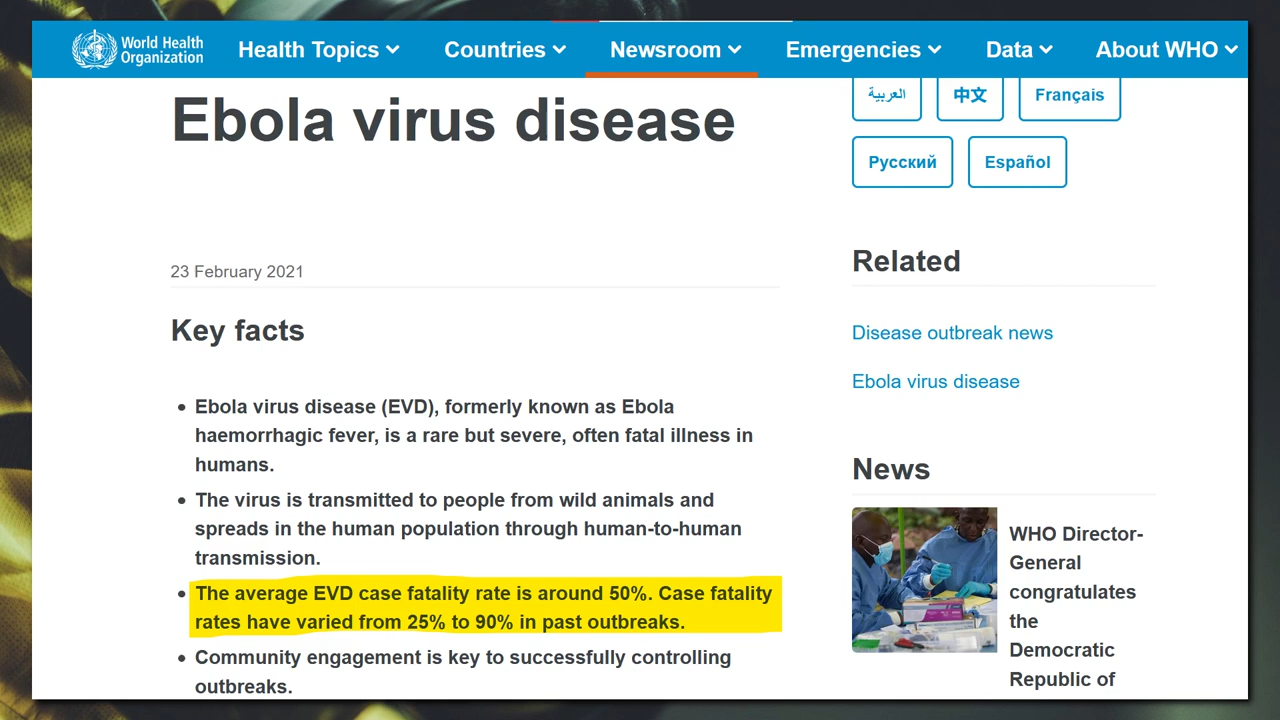 World Health
Organization
Health Topics
Countries
Newsroom
Emergencies
Data
About WHO
Ebola virus disease
العربية
中文
Français
Русский
Español
23 February 2021
Key facts
• Ebola virus disease (EVD), formerly known as Ebola
haemorrhagic fever, is a rare but severe, often fatal illness in
humans.
• The virus is transmitted to people from wild animals and
spreads in the human population through human-to-human
transmission.
• The average EVD case fatality rate is around 50%. Case fatality
rates have varied from 25% to 90% in past outbreaks.
• Community engagement is key to successfully controlling
outbreaks.
Related
Disease outbreak news
Ebola virus disease
News
WHO Director-
General
congratulates
the
Democratic
Republic of